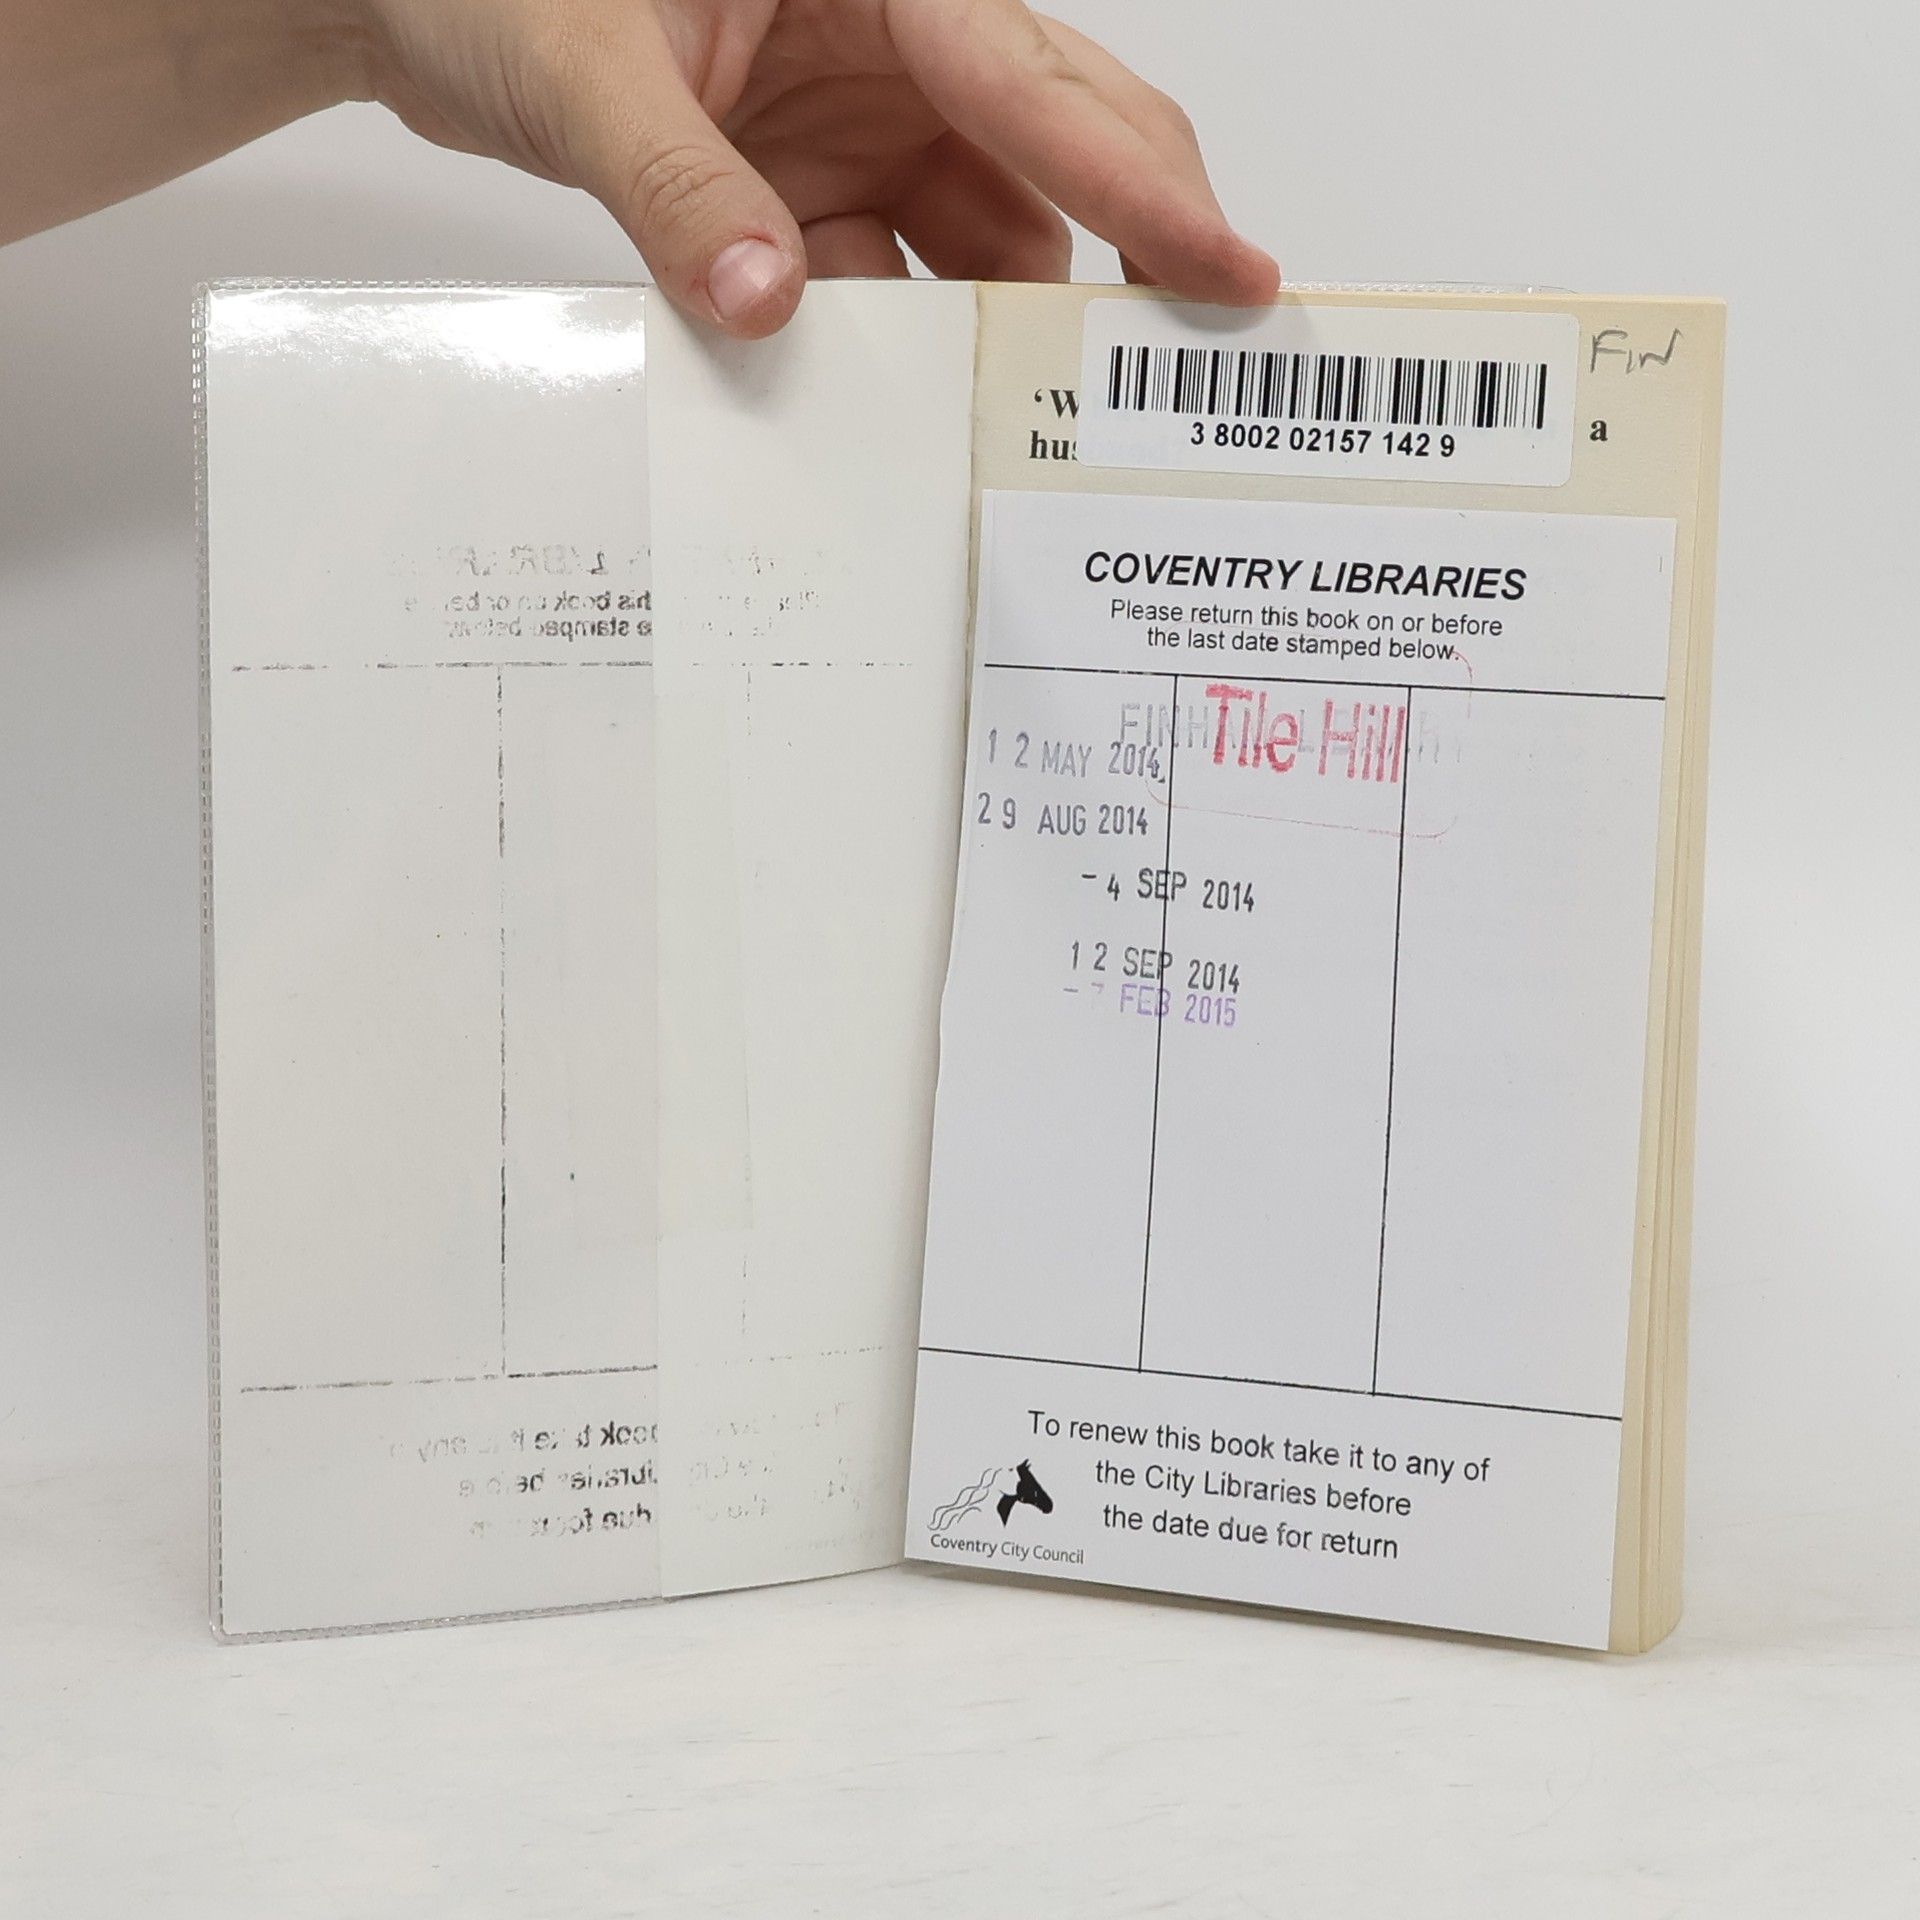 FIN
3 8002 02157 142 9
a
COVENTRY LIBRARIES
Please return this book on or before
the last date stamped below.
Tile Hill
12 MAY 2014
29 AUG 2014
- 4 SEP 2014
12 SEP 2014
- 7 FEB 2015
To renew this book take it to any of
the City Libraries before
the date due for return
Coventry City Council